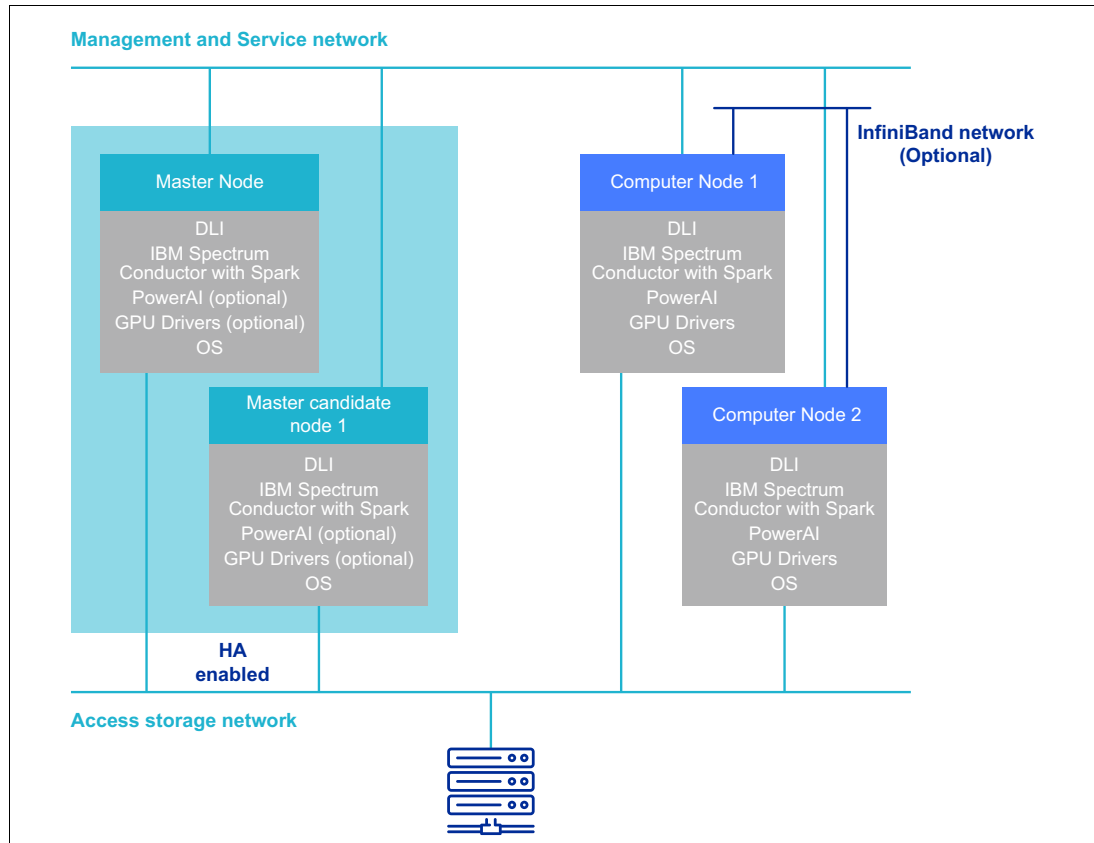 Management and Service network
InfiniBand network
(Optional)
Master Node
DLI
IBM Spectrum
Conductor with Spark
PowerAI (optional)
GPU Drivers (optional)
OS
Computer Node 1
DLI
IBM Spectrum
Conductor with Spark
PowerAI
GPU Drivers
OS
Master candidate
node 1
DLI
IBM Spectrum
Conductor with Spark
PowerAI (optional)
GPU Drivers (optional)
OS
Computer Node 2
DLI
IBM Spectrum
Conductor with Spark
PowerAI
GPU Drivers
OS
HA
enabled
Access storage network